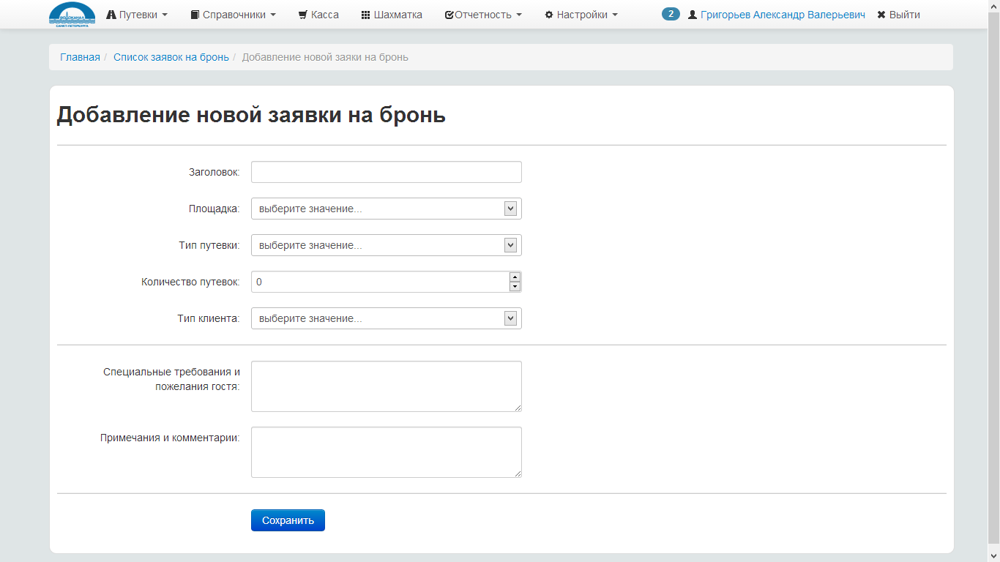 ВОДОКАНАЛ
САНКТ-ПЕТЕРБУРГА
Путевки Справочники Касса Шахматка Отчетность Настройки 2 Григорьев Александр Валерьевич Выйти
Главная / Список заявок на бронь / Добавление новой заяки на бронь
Добавление новой заявки на бронь
Заголовок:
Площадка: выберите значение...
Тип путевки: выберите значение...
Количество путевок: 0
Тип клиента: выберите значение...
Специальные требования и
пожелания гостя:
Примечания и комментарии:
Сохранить